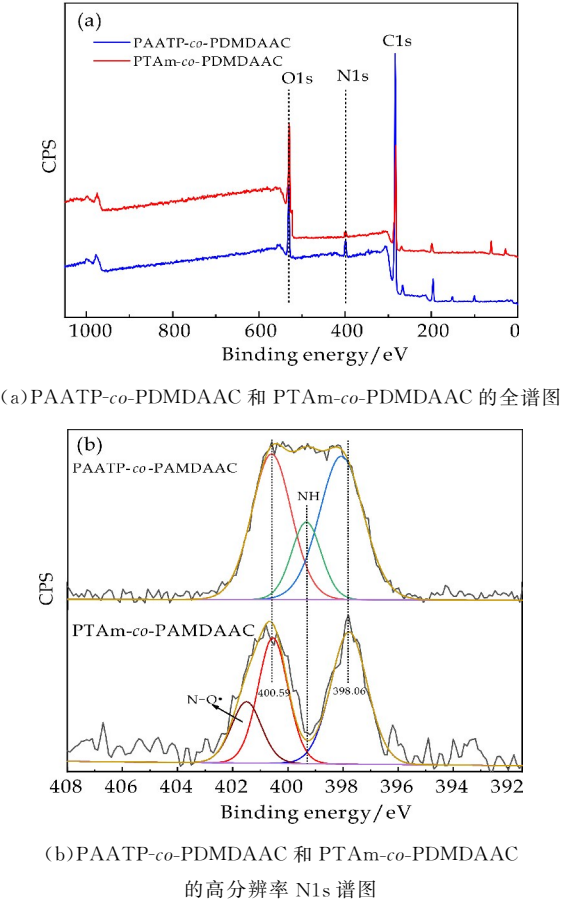 (a)
PAATP-co-PDMDAAC
PTAm-co-PDMDAAC
C1s
O1s
N1s
CPS
1000 800 600 400 200 0
Binding energy/eV
(a)PAATP-co-PDMDAAC 和 PTAm-co-PDMDAAC 的全谱图
(b)
PAATP-co-PAMDAAC
NH
CPS
PTAm-co-PAMDAAC
N-O•
400.59
398.06
408 406 404 402 400 398 396 394 392
Binding energy/eV
(b)PAATP-co-PDMDAAC 和 PTAm-co-PDMDAAC
的高分辨率 N1s 谱图